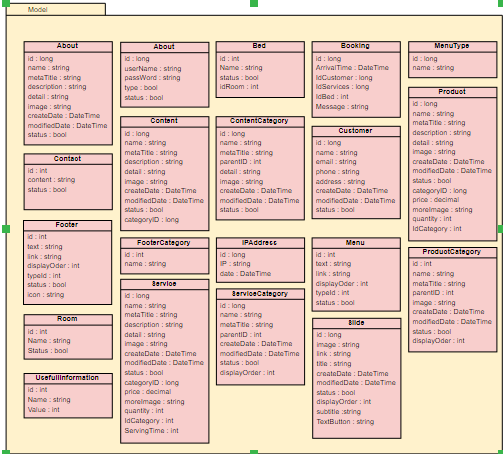 Model
About
id : long
name : string
metaTitle : string
description : string
detail : string
image : string
createDate : DateTime
modifiedDate : DateTime
status : bool
Contact
id : int
content : string
status : bool
Footer
id : int
text : string
link : string
displayOder : int
typeId : int
status : bool
icon : string
Room
id : int
Name : string
Status : bool
UsefullInformation
id : int
Name : string
Value : int
About
id : long
userName : string
passWord : string
type : bool
status : bool
Content
id : long
name : string
metaTitle : string
description : string
detail : string
image : string
createDate : DateTime
modifiedDate : DateTime
status : bool
categoryID : long
FooterCategory
id : int
name : string
Service
id : long
name : string
metaTitle : string
description : string
detail : string
image : string
createDate : DateTime
modifiedDate : DateTime
status : bool
categoryID : long
price : decimal
moreImage : string
quantity : int
IdCategory : int
ServingTime : int
Bed
id : int
Name : string
status : bool
idRoom : int
ContentCategory
id : long
name : string
metaTitle : string
parentID : int
detail : string
image : string
createDate : DateTime
modifiedDate : DateTime
status : bool
IPAddress
id : long
IP : string
date : DateTime
ServiceCategory
id : long
name : string
metaTitle : string
parentID : int
createDate : DateTime
modifiedDate : DateTime
status : bool
displayOrder : int
Booking
id : long
ArrivalTime : DateTime
IdCustomer : long
IdServices : long
IdBed : int
Message : string
Customer
id : long
name : string
email : string
phone : string
address : string
createDate : DateTime
modifiedDate : DateTime
status : bool
Menu
id : int
text : string
link : string
displayOder : int
typeId : int
status : bool
Slide
id : long
image : string
link : string
title : string
createDate : DateTime
modifiedDate : DateTime
status : bool
displayOrder : int
subtitle :string
TextButton : string
MenuType
id : long
name : string
Product
id : long
name : string
metaTitle : string
description : string
detail : string
image : string
createDate : DateTime
modifiedDate : DateTime
status : bool
categoryID : long
price : decimal
moreImage : string
quantity : int
IdCategory : int
ProductCategory
id : int
name : string
metaTitle : string
parentID : int
image : string
createDate : DateTime
modifiedDate : DateTime
status : bool
displayOder : int